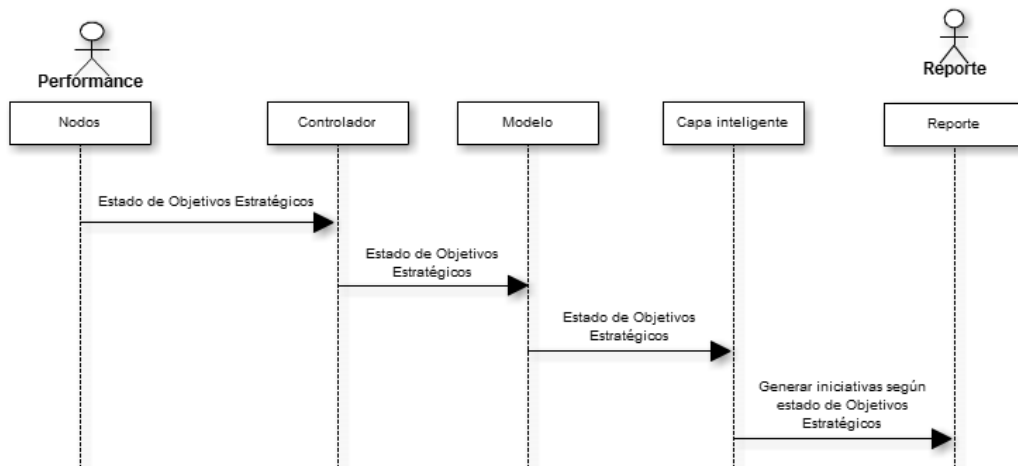 Performance
Reporte
Nodos
Controlador
Modelo
Capa inteligente
Reporte
Estado de Objetivos Estratégicos
Estado de Objetivos
Estratégicos
Estado de Objetivos
Estratégicos
Generar iniciativas según
estado de Objetivos
Estratégicos